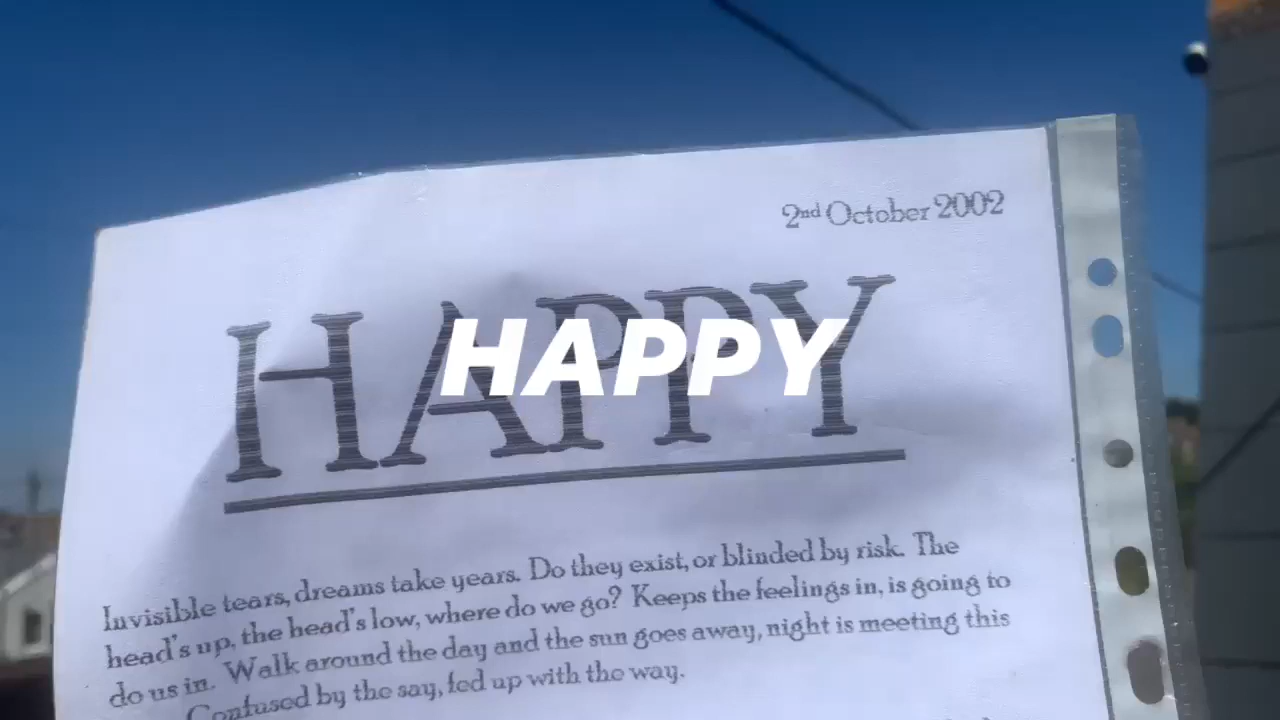 2nd October 2002
HAPPY
HAPPY
Invisible tears, dreams take years. Do they exist, or blinded by risk. The
head's up, the head's low, where do we go? Keeps the feelings in, is going to
do us in. Walk around the day and the sun goes away, night is meeting this
Confused by the say, fed up with the way.